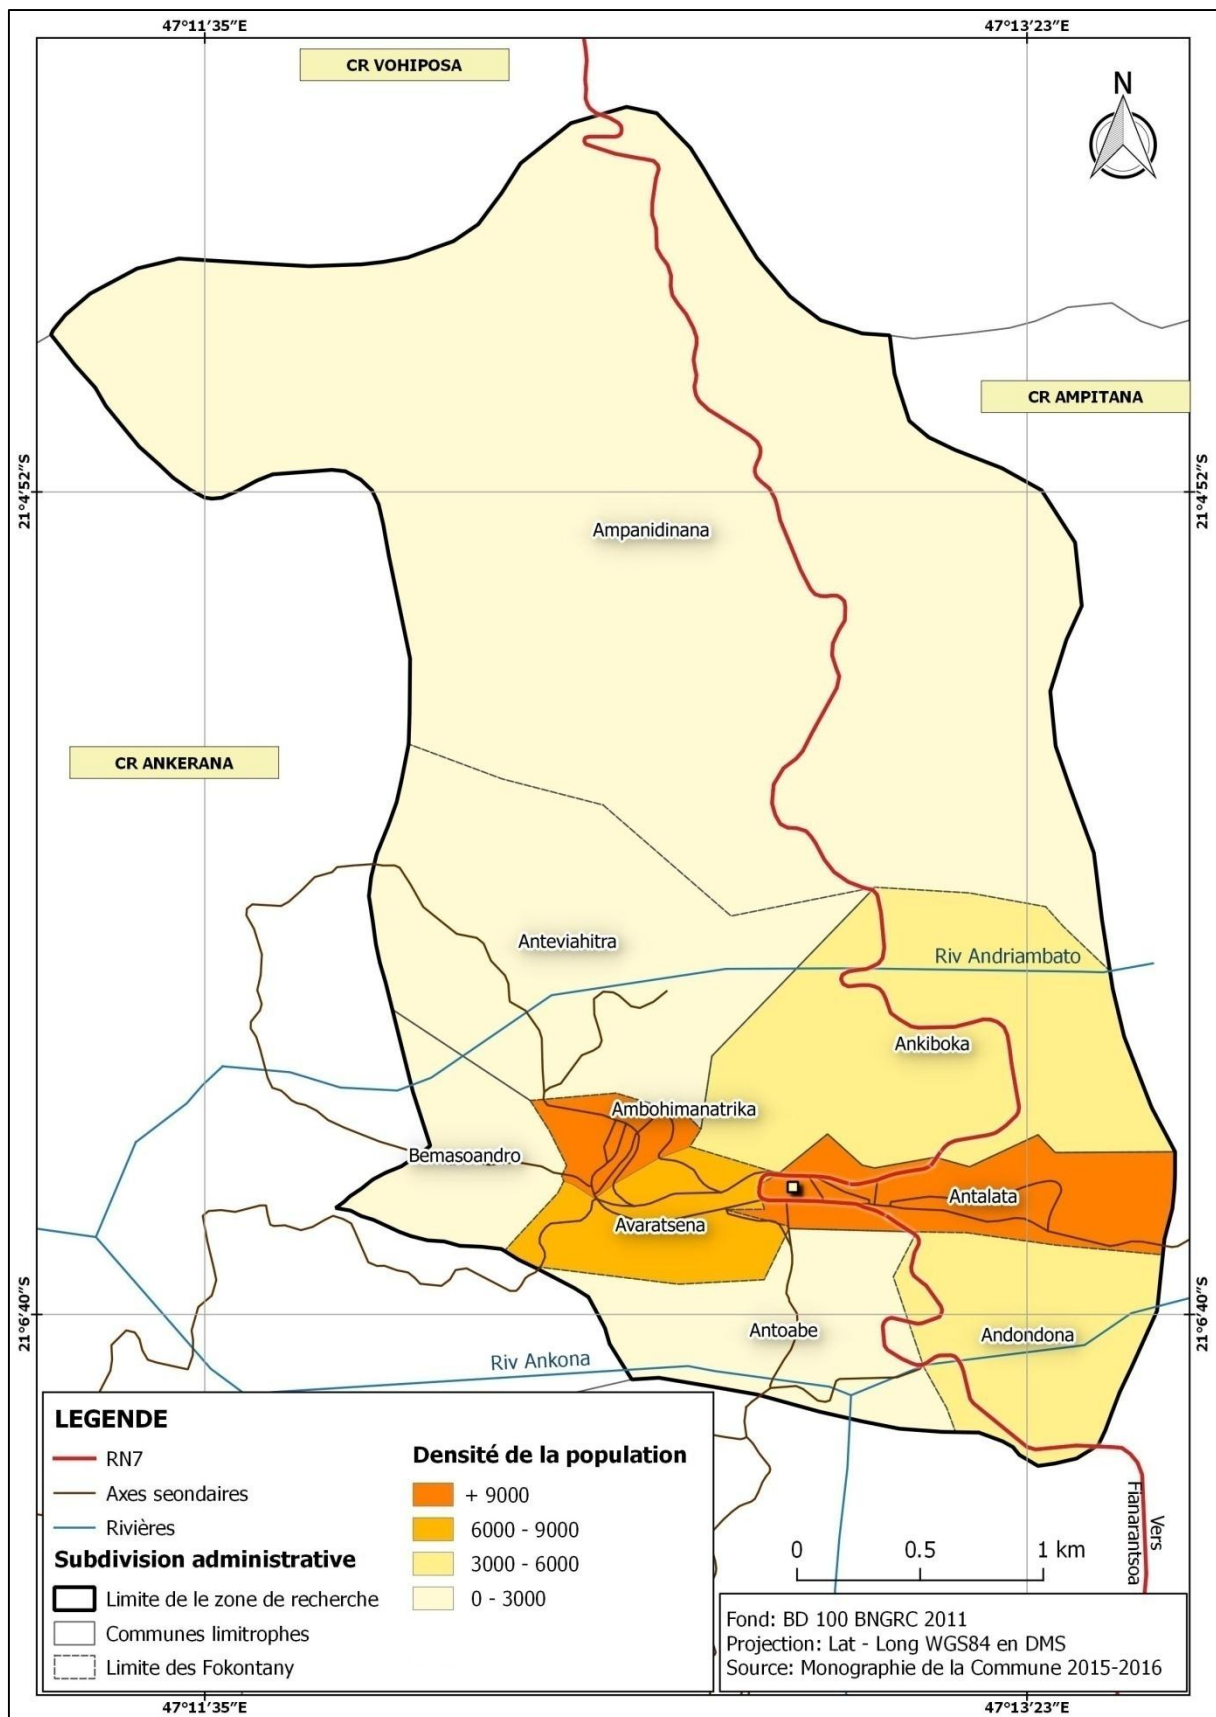 47°11'35"E
47°13'23"E
CR VOHIPOSA
N
CR AMPITANA
21°4'52"S
21°4'52"S
Ampanidinana
CR ANKERANA
Anteviahitra
Riv Andriambato
Ankiboka
Ambohimanatrika
Bemasoandro
Antalata
Avaratsena
21°6'40"S
21°6'40"S
Antoabe
Andondona
Riv Ankona
LEGENDE
RN7
Axes seondaires
Rivières
Subdivision administrative
Limite de le zone de recherche
Communes limitrophes
Limite des Fokontany
Densité de la population
+ 9000
6000 - 9000
3000 - 6000
0 - 3000
Vers
Fianarantsoa
0 0.5 1 km
Fond: BD 100 BNGRC 2011
Projection: Lat - Long WGS84 en DMS
Source: Monographie de la Commune 2015-2016
47°11'35"E
47°13'23"E